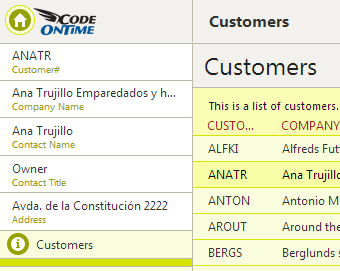 CODE
ONTIME
ANATR
Customer#
Ana Trujillo Emparedados y h...
Company Name
Ana Trujillo
Contact Name
Owner
Contact Title
Avda. de la Constitución 2222
Address
Customers
Customers
Customers
This is a list of customers.
CUSTO... COMPANY
ALFKI Alfreds Fut
ANATR Ana Trujillo
ANTON Antonio M
AROUT Around the
BERGS Berglunds s